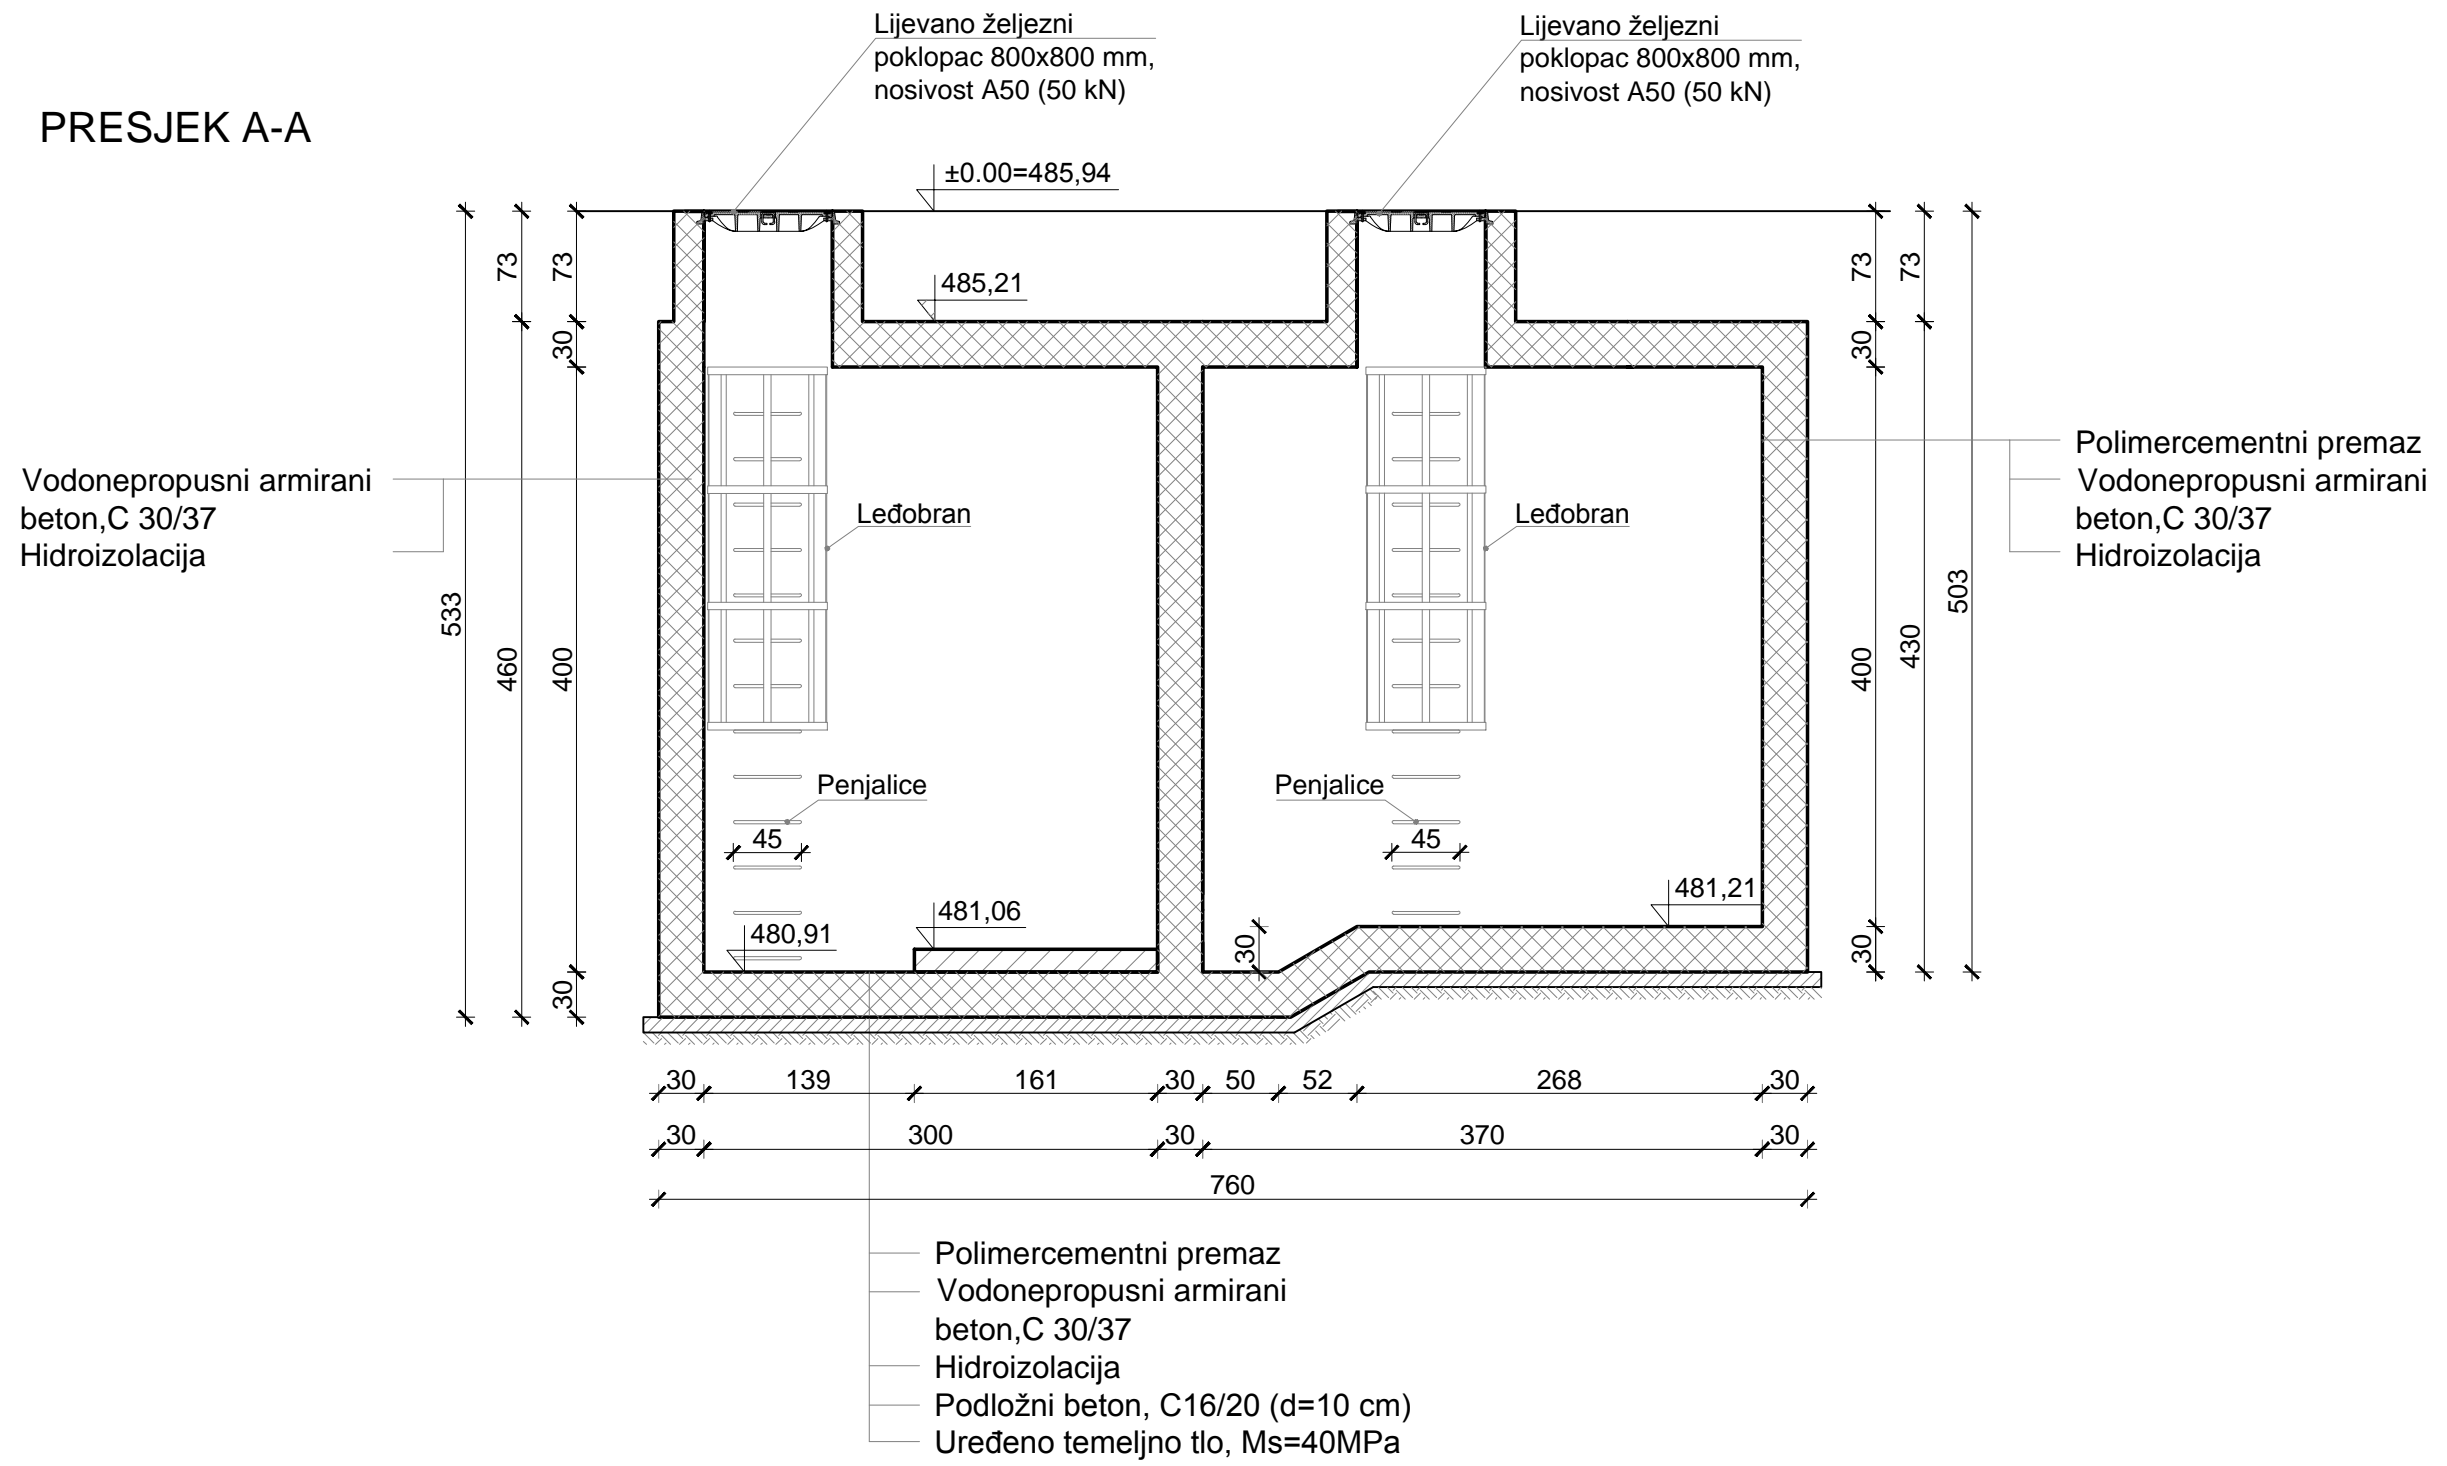 Lijevano željezni
poklopac 800x800 mm,
nosivost A50 (50 kN)
Lijevano željezni
poklopac 800x800 mm,
nosivost A50 (50 kN)
PRESJEK A-A
±0.00=485,94
485,21
73
73
30
533
460
400
30
73
73
30
400
430
503
30
Vodonepropusni armirani
beton,C 30/37
Hidroizolacija
Polimercementni premaz
Vodonepropusni armirani
beton,C 30/37
Hidroizolacija
Leđobran
Leđobran
Penjalice
Penjalice
45
45
480,91
481,06
30
481,21
30 139 161 30 50 52 268 30
30 300 30 370 30
760
Polimercementni premaz
Vodonepropusni armirani
beton,C 30/37
Hidroizolacija
Podložni beton, C16/20 (d=10 cm)
Uređeno temeljno tlo, Ms=40MPa